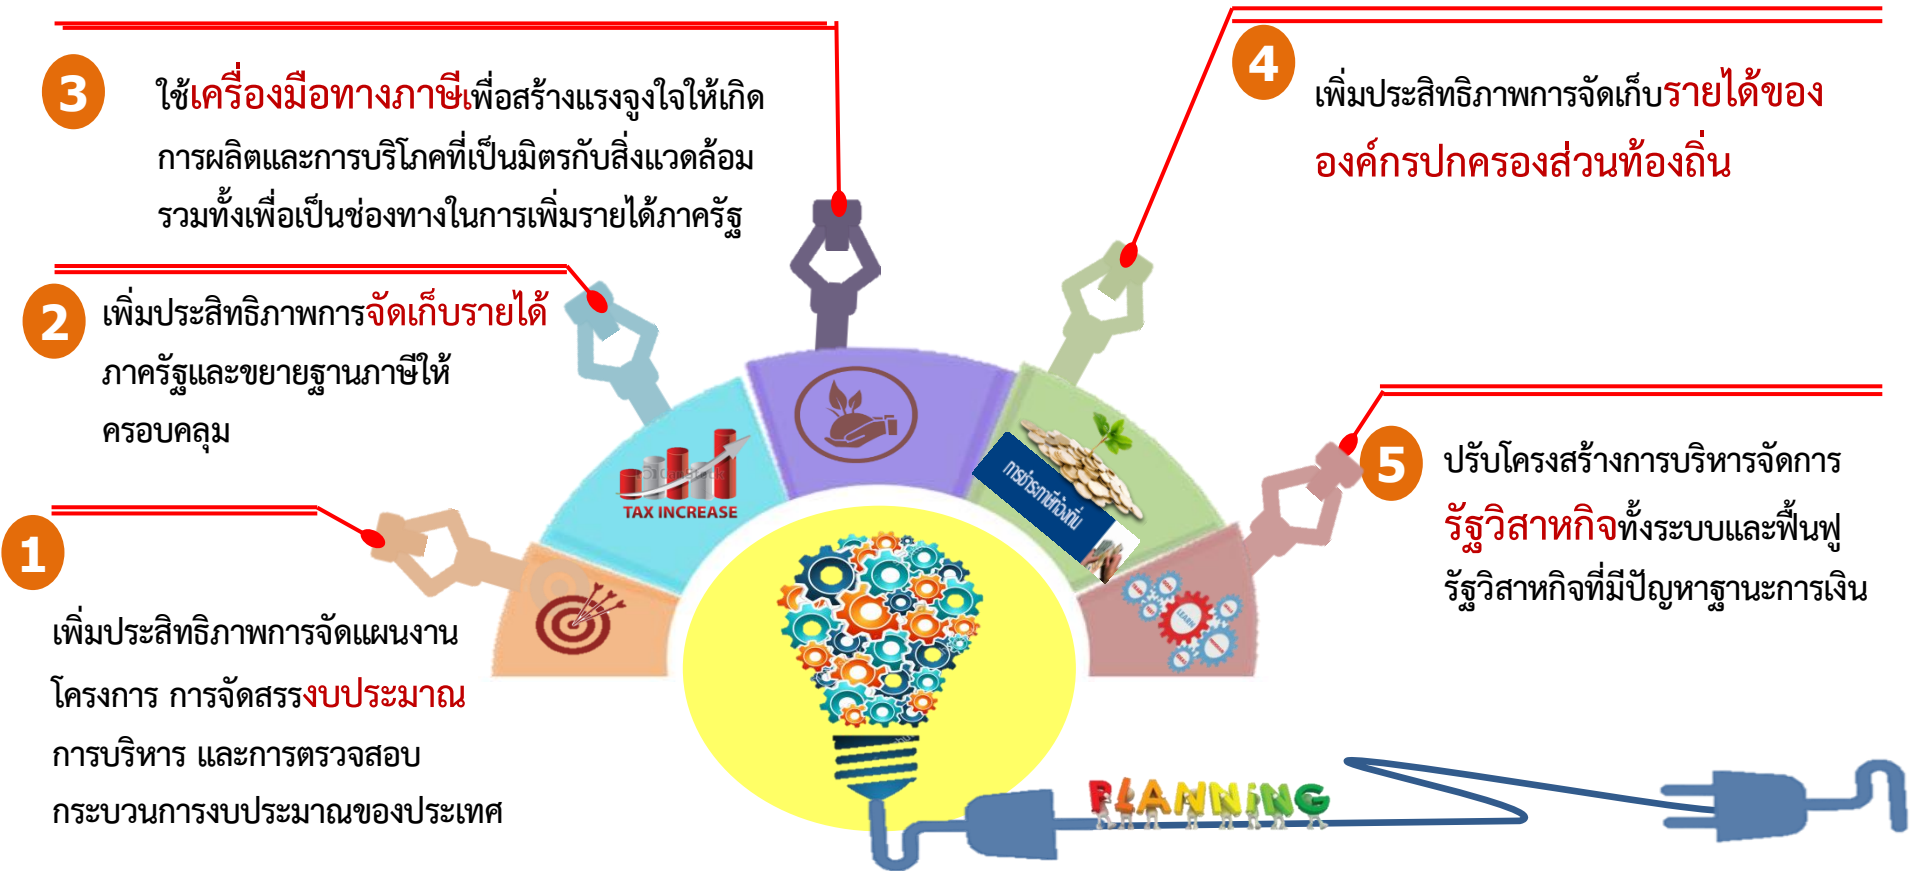 3
ใช้เครื่องมือทางภาษีเพื่อสร้างแรงจูงใจให้เกิด
การผลิตและการบริโภคที่เป็นมิตรกับสิ่งแวดล้อม
รวมทั้งเพื่อเป็นช่องทางในการเพิ่มรายได้ภาครัฐ
4
เพิ่มประสิทธิภาพการจัดเก็บรายได้ของ
องค์กรปกครองส่วนท้องถิ่น
2
เพิ่มประสิทธิภาพการจัดเก็บรายได้
ภาครัฐและขยายฐานภาษีให้
ครอบคลุม
TAX INCREASE
การชำระภาษีท้องถิ่น
5
ปรับโครงสร้างการบริหารจัดการ
รัฐวิสาหกิจทั้งระบบและฟื้นฟู
รัฐวิสาหกิจที่มีปัญหาฐานะการเงิน
LEARN
1
เพิ่มประสิทธิภาพการจัดแผนงาน
โครงการ การจัดสรรงบประมาณ
การบริหาร และการตรวจสอบ
กระบวนการงบประมาณของประเทศ
PLANNING